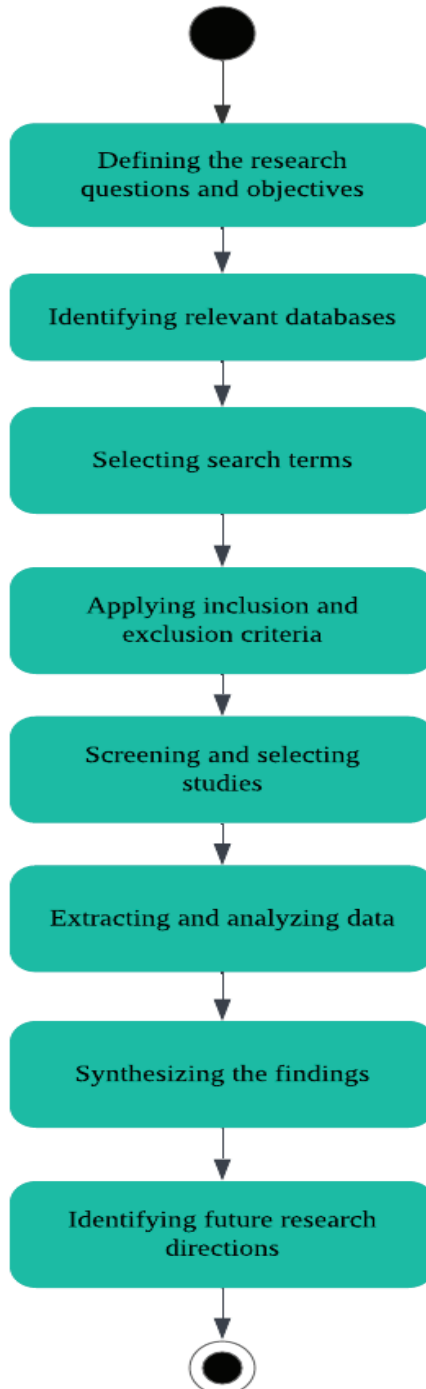 Defining the research
questions and objectives
Identifying relevant databases
Selecting search terms
Applying inclusion and
exclusion criteria
Screening and selecting
studies
Extracting and analyzing data
Synthesizing the findings
Identifying future research
directions